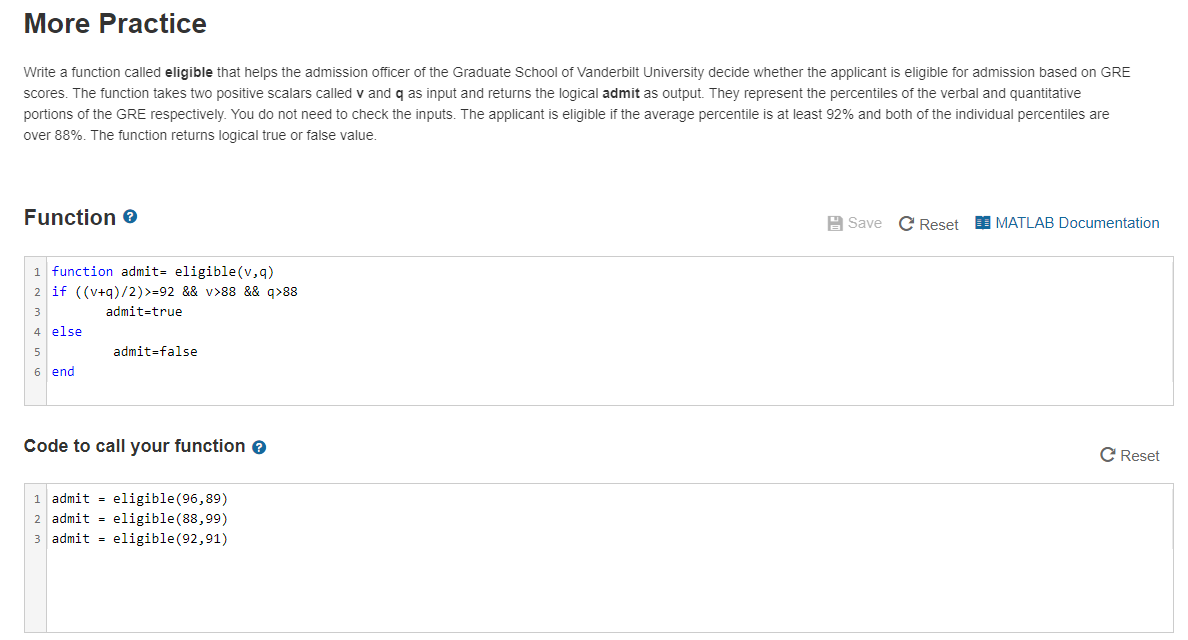 More Practice
Write a function called eligible that helps the admission officer of the Graduate School of Vanderbilt University decide whether the applicant is eligible for admission based on GRE
scores. The function takes two positive scalars called v and q as input and returns the logical admit as output. They represent the percentiles of the verbal and quantitative
portions of the GRE respectively. You do not need to check the inputs. The applicant is eligible if the average percentile is at least 92% and both of the individual percentiles are
over 88%. The function returns logical true or false value.
Function ?
Save Reset MATLAB Documentation
1 function admit= eligible(v,q)
2 if ((v+q)/2)>=92 && v>88 && q>88
3 admit=true
4 else
5 admit=false
6 end
Code to call your function ?
Reset
1 admit = eligible(96,89)
2 admit = eligible(88,99)
3 admit = eligible(92,91)